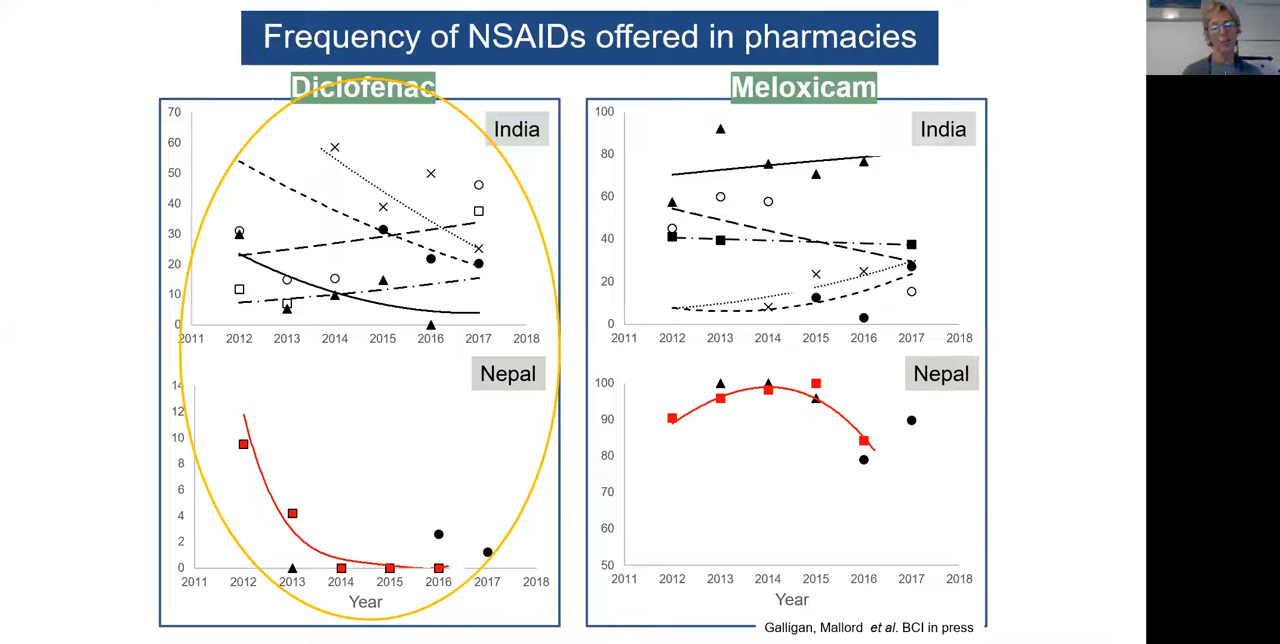 Frequency of NSAIDs offered in pharmacies
Diclofenac
Meloxicam
India
70
60
50
40
30
20
10
0
2011 2012 2013 2014 2015 2016 2017 2018
India
100
80
60
40
20
0
2011 2012 2013 2014 2015 2016 2017 2018
Nepal
14
12
10
8
6
4
2
0
2011 2012 2013 2014 2015 2016 2017 2018
Year
Nepal
100
90
80
100
70
60
50
2011 2012 2013 2014 2015 2016 2017 2018
Year
Galligan, Mallord et al. BCI in press